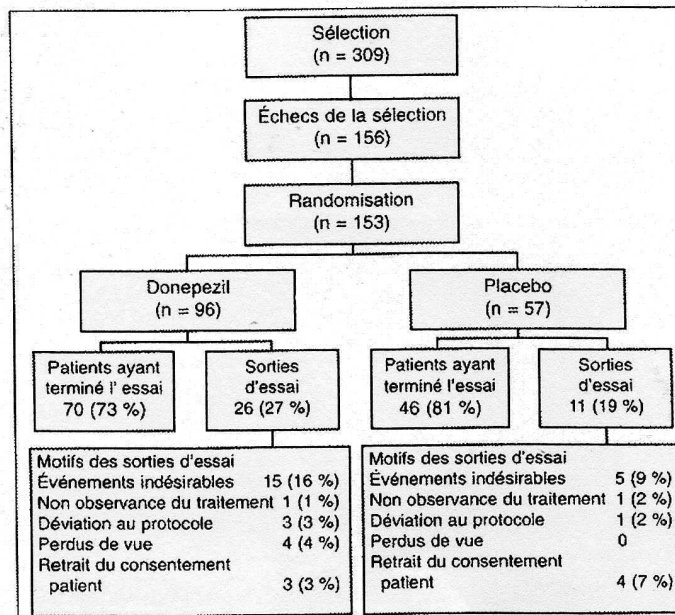 Sélection
(n = 309)
Échecs de la sélection
(n = 156)
Randomisation
(n = 153)
Donepezil
(n = 96)
Placebo
(n = 57)
Patients ayant
terminé l' essai
70 (73 %)
Sorties
d'essai
26 (27 %)
Patients ayant
terminé l'essai
46 (81 %)
Sorties
d'essai
11 (19 %)
Motifs des sorties d'essai
Événements indésirables 15 (16 %)
Non observance du traitement 1 (1 %)
Déviation au protocole 3 (3 %)
Perdus de vue 4 (4 %)
Retrait du consentement
patient 3 (3 %)
Motifs des sorties d'essai
Événements indésirables 5 (9 %)
Non observance du traitement 1 (2 %)
Déviation au protocole 1 (2 %)
Perdus de vue 0
Retrait du consentement
patient 4 (7 %)